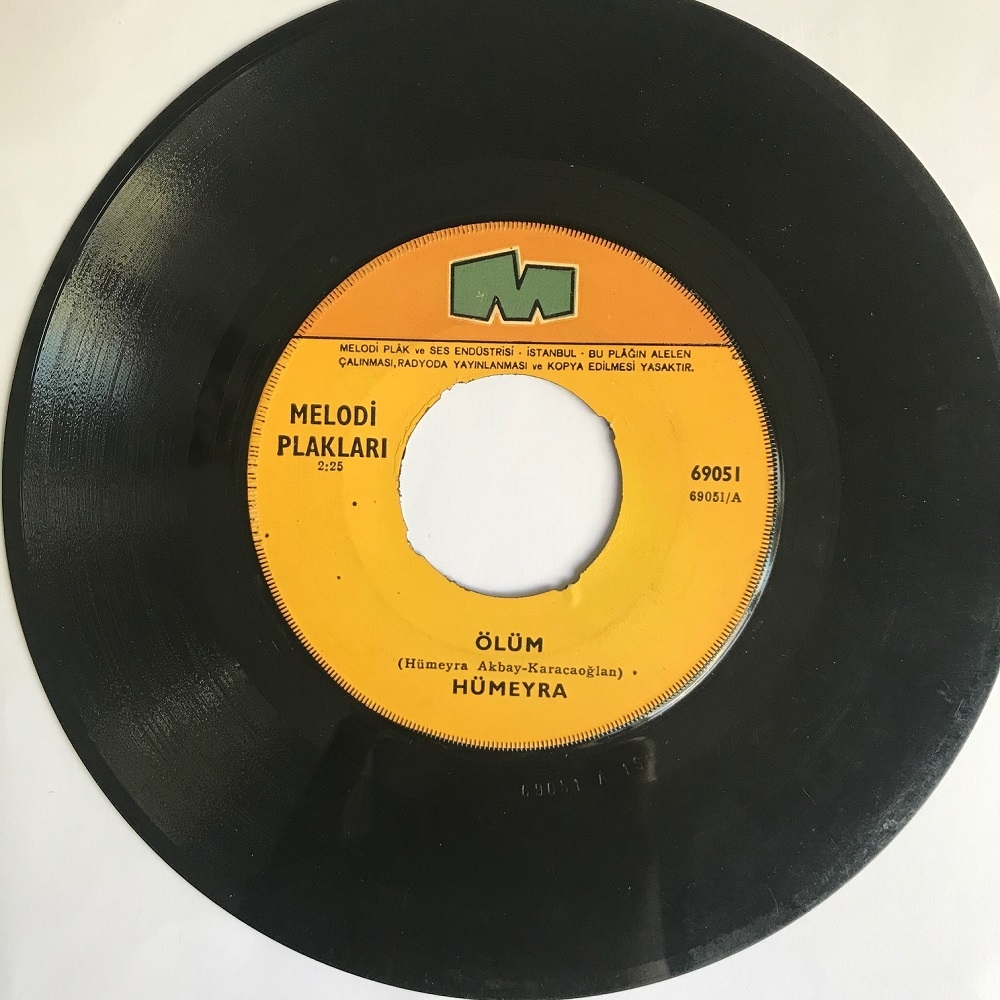 MELODİ PLÂK ve SES ENDÜSTRİSİ - İSTANBUL - BU PLÂĞIN ALELEN
ÇALINMASI,RADYODA YAYINLANMASI ve KOPYA EDİLMESİ YASAKTIR.
MELODİ
PLAKLARI
2:25
69051
69051/A
ÖLÜM
(Hümeyra Akbay-Karacaoğlan)
HÜMEYRA
69051 A